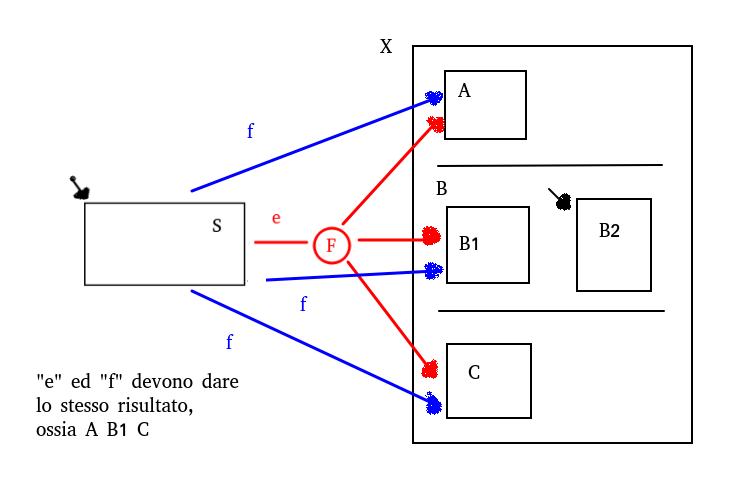 X
A
f
B
S
e
F
B1
B2
f
f
C
"e" ed "f" devono dare
lo stesso risultato,
ossia A B1 C